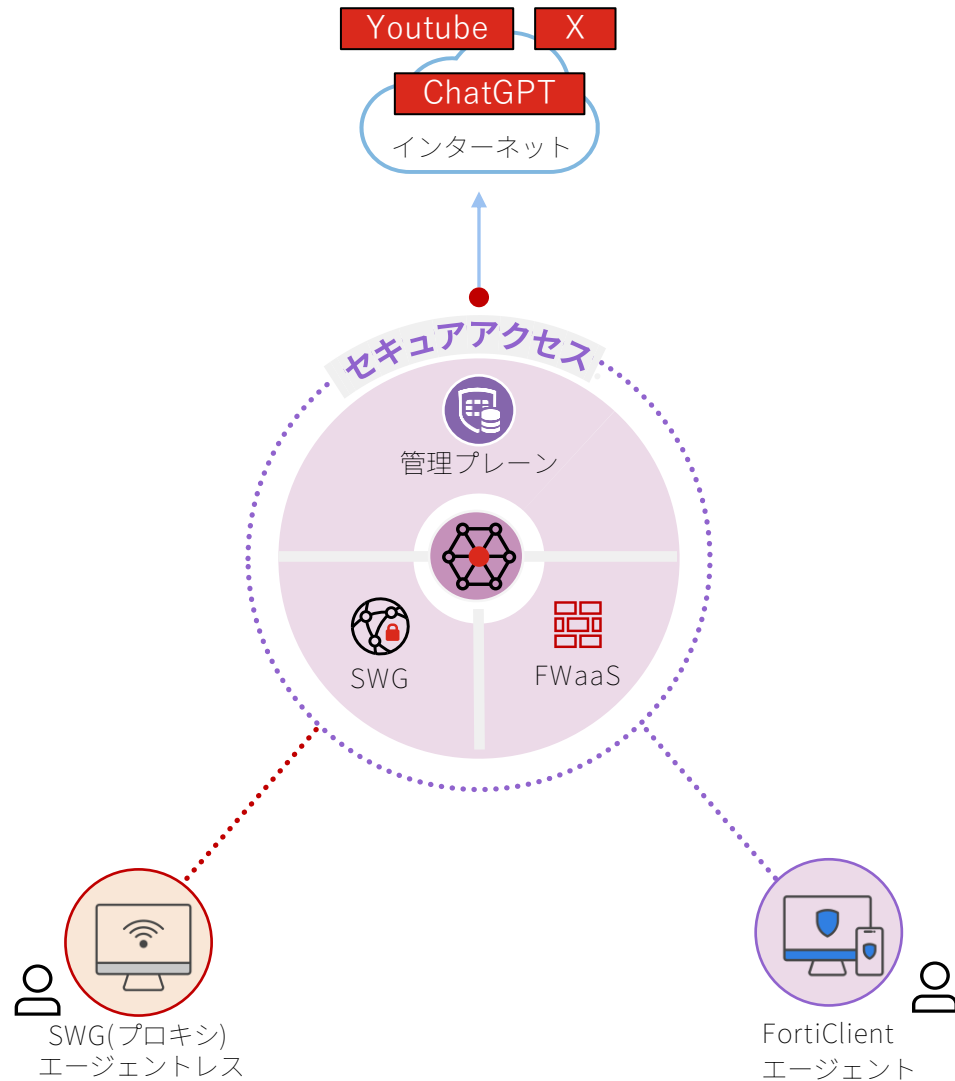 Youtube
X
ChatGPT
インターネット
セキュアアクセス
管理プレーン
SWG
FWaaS
SWG(プロキシ)
エージェントレス
FortiClient
エージェント